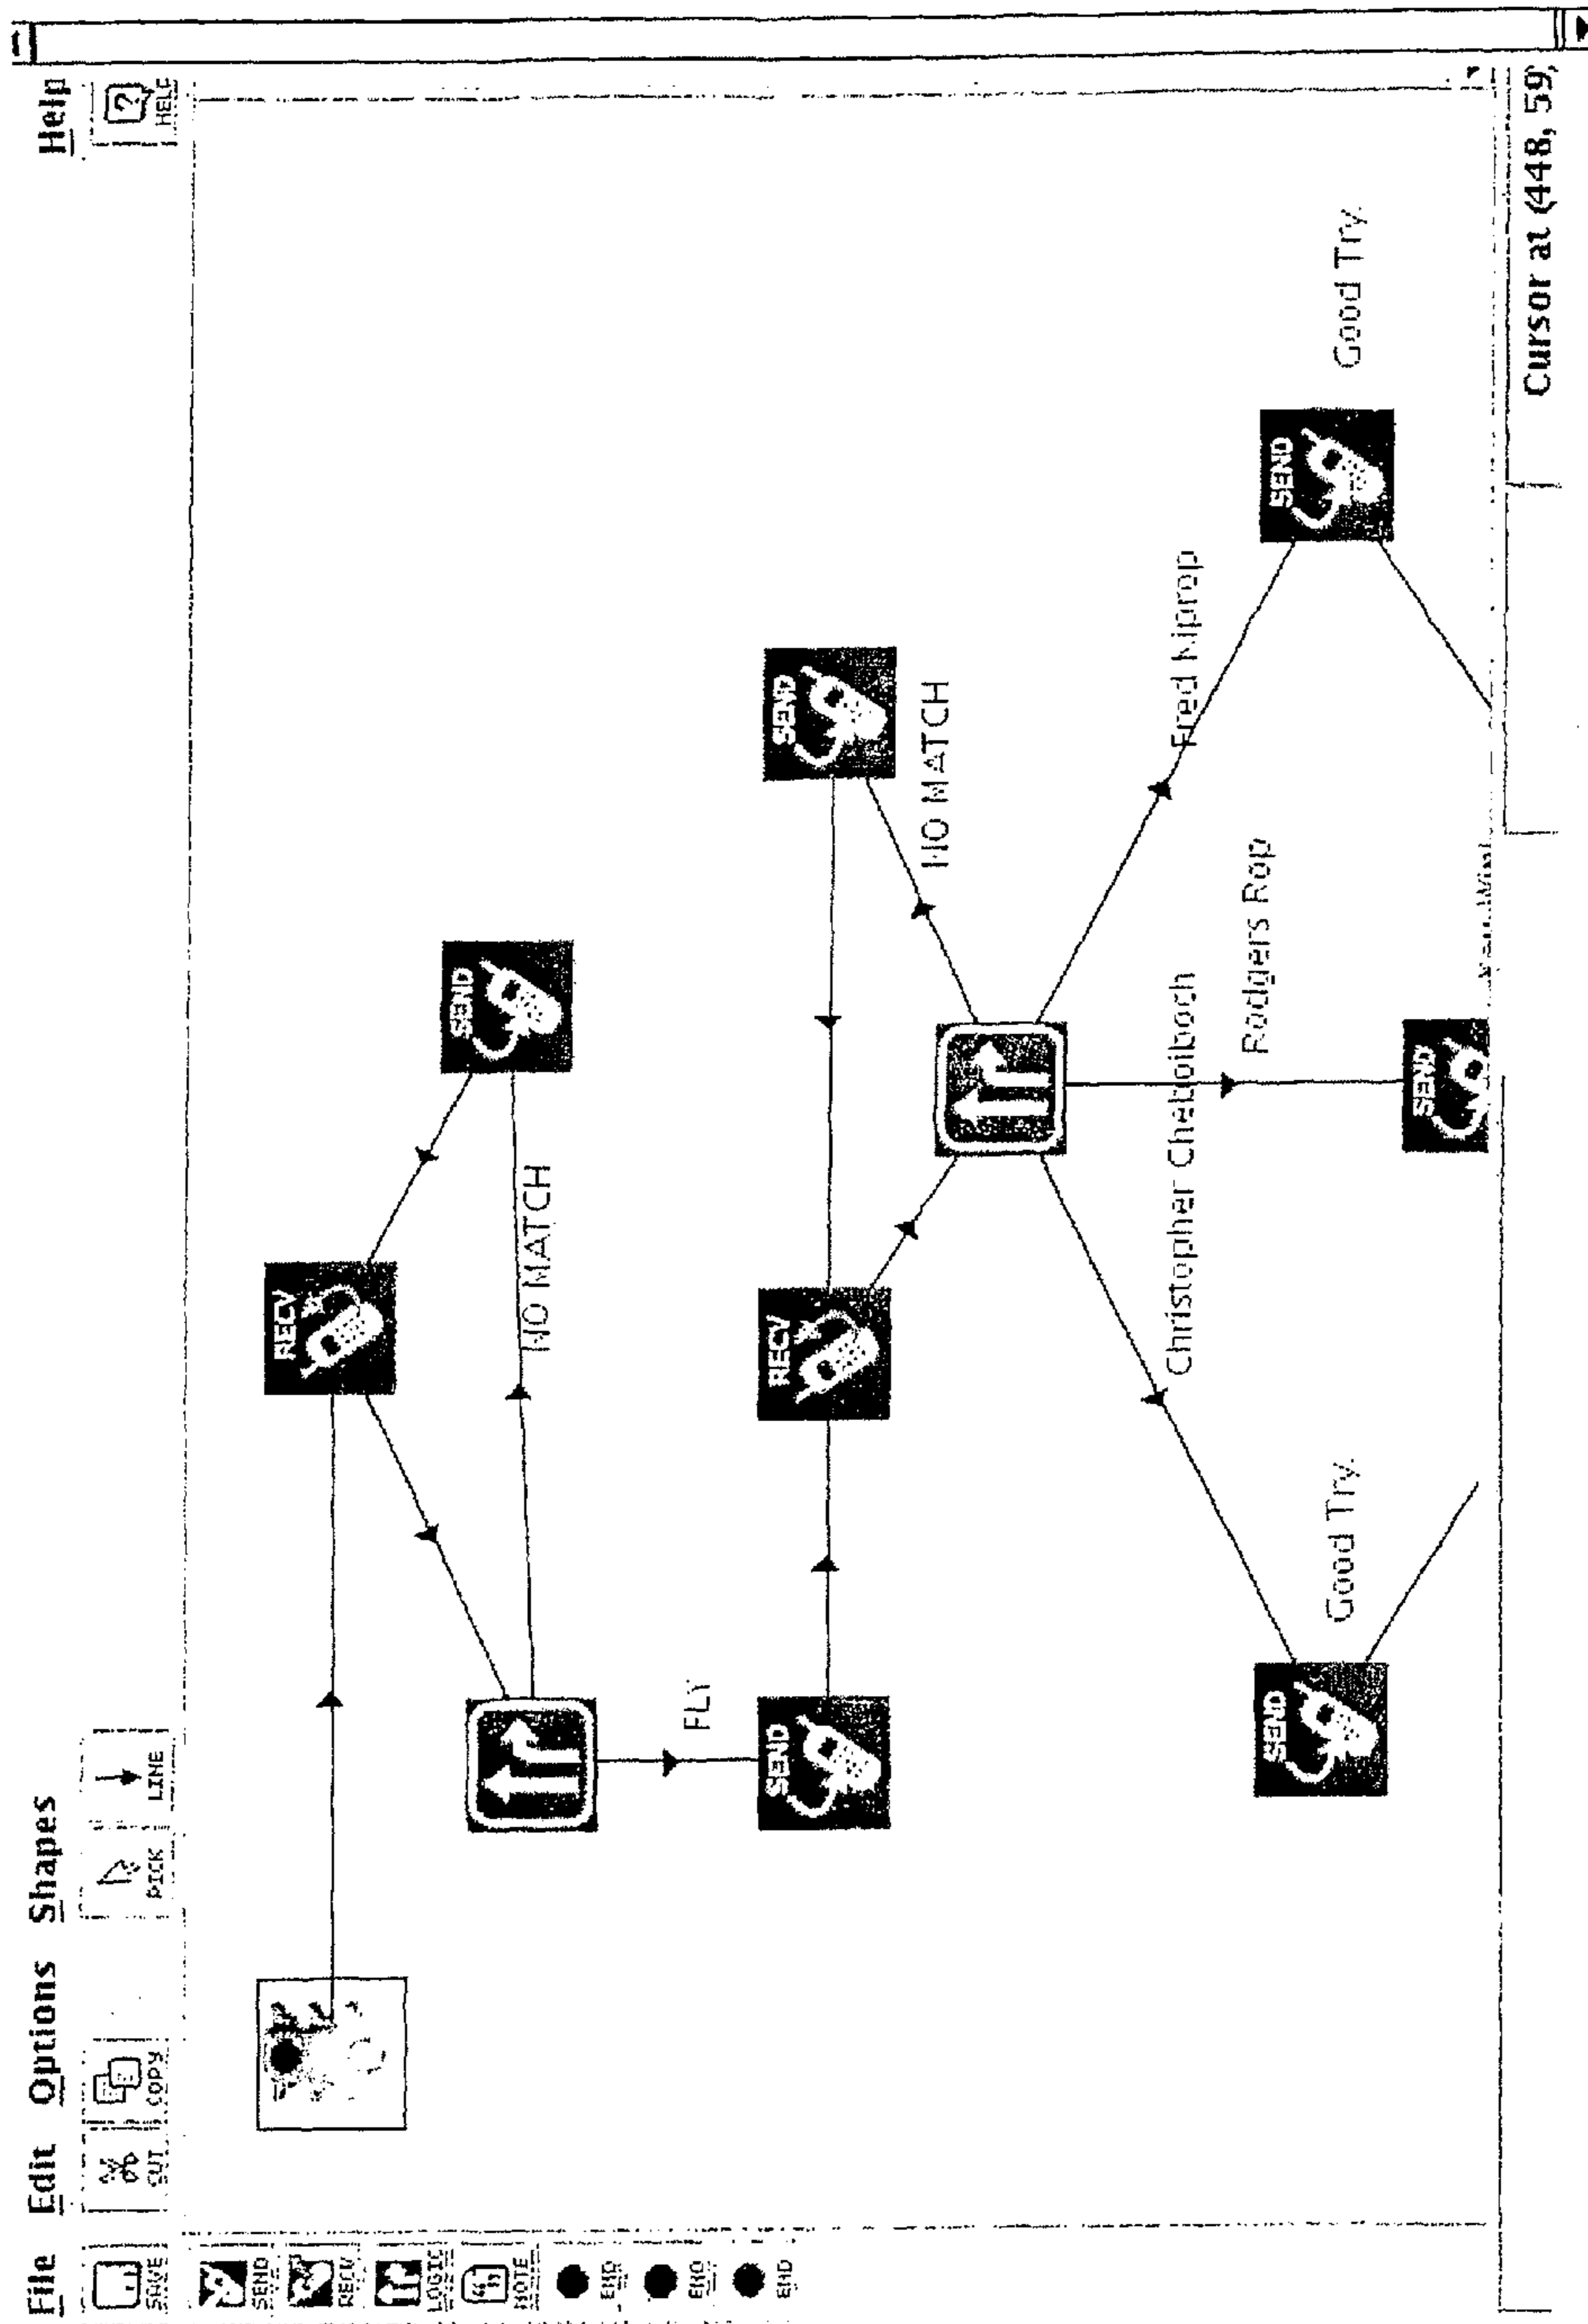 File Edit Options Shapes Help
SAVE CUT COPY PICK LINE HELP
SEND
RECV
LOGIC
NOTE
END
END
END
RECV
SEND
NO MATCH
FLY
SEND
RECV
SEND
NO MATCH
Christopher Cheboiboch
Rodgers Rop
Fred Kiprop
SEND
Good Try.
SEND
SEND
Good Try.
Cursor at (448, 59